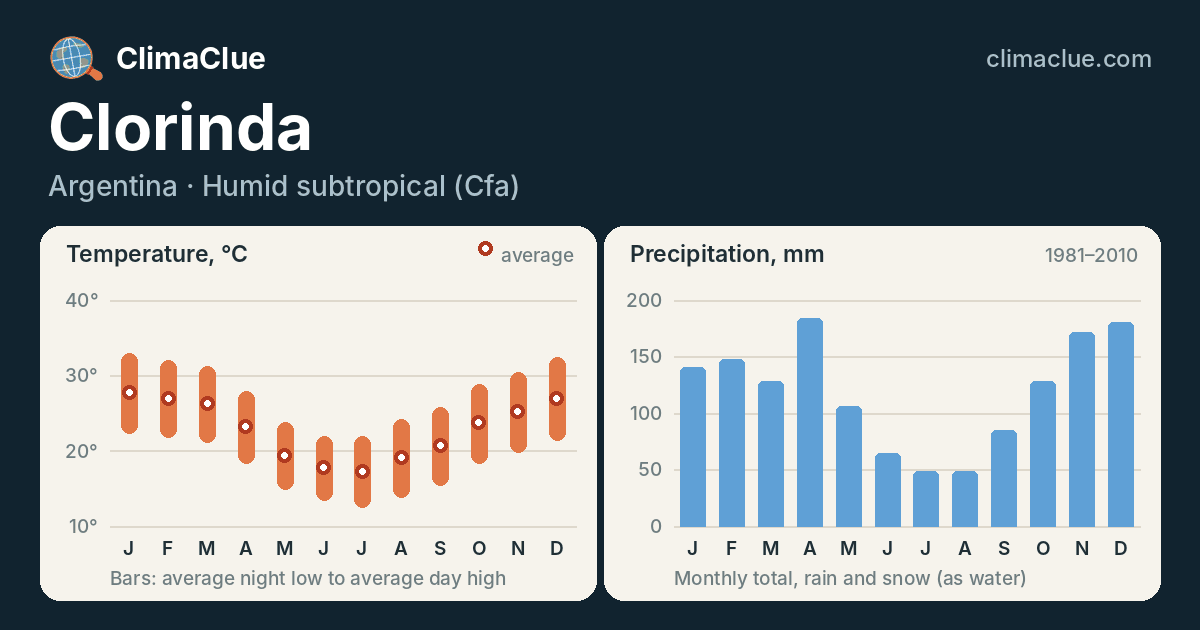 ClimaClue
climaclue.com
Clorinda
Argentina · Humid subtropical (Cfa)
Temperature, °C
average
40°
30°
20°
10°
J F M A M J J A S O N D
Bars: average night low to average day high
Precipitation, mm
1981–2010
200
150
100
50
0
J F M A M J J A S O N D
Monthly total, rain and snow (as water)